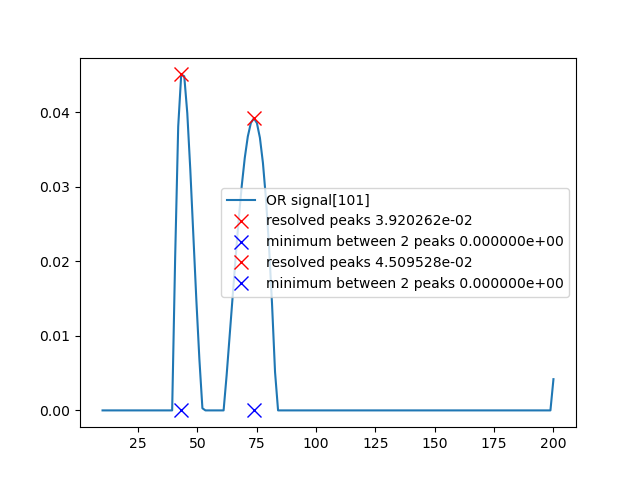 0.04
0.03
0.02
0.01
0.00
OR signal[101]
resolved peaks 3.920262e-02
minimum between 2 peaks 0.000000e+00
resolved peaks 4.509528e-02
minimum between 2 peaks 0.000000e+00
25 50 75 100 125 150 175 200